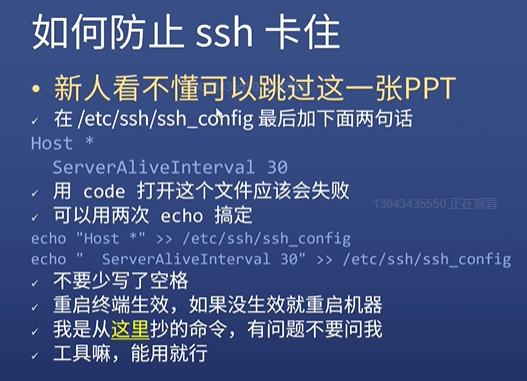 如何防止 ssh 卡住
• 新人看不懂可以跳过这一张PPT
✓ 在 /etc/ssh/ssh_config 最后加下面两句话
Host *
  ServerAliveInterval 30
✓ 用 code 打开这个文件应该会失败
13043435550 正在观看
✓ 可以用两次 echo 搞定
echo "Host *" >> /etc/ssh/ssh_config
echo "  ServerAliveInterval 30" >> /etc/ssh/ssh_config
✓ 不要少写了空格
✓ 重启终端生效，如果没生效就重启机器
✓ 我是从这里抄的命令，有问题不要问我
✓ 工具嘛，能用就行